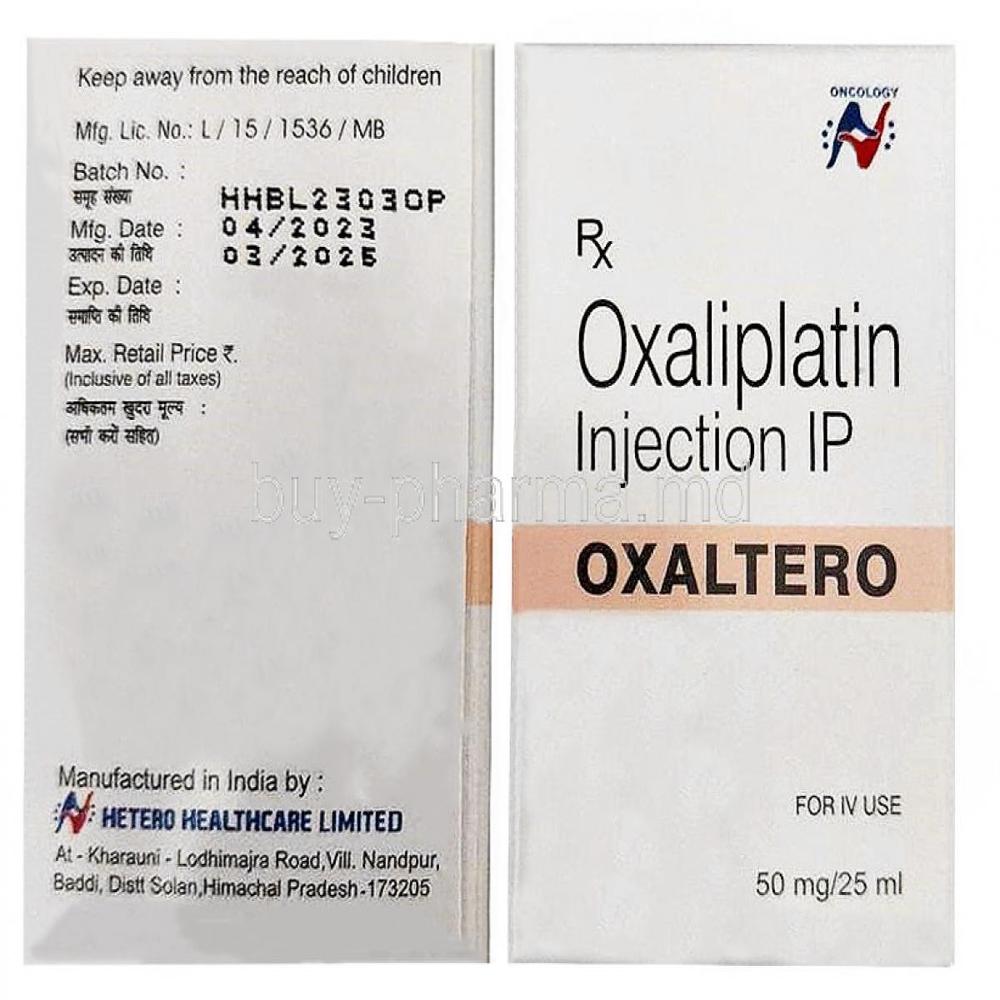 Keep away from the reach of children
Mfg. Lic. No.: L / 15 / 1536 / MB
Batch No. :
समूह संख्या
HHBL23030P
Mfg. Date :
04/2023
उत्पादन की तिथि
03/2025
Exp. Date :
समाप्ति की तिथि
Max. Retail Price ₹.
(Inclusive of all taxes)
अधिकतम खुदरा मूल्य :
(सभी करों सहित)
Manufactured in India by :
HETERO HEALTHCARE LIMITED
At - Kharauni - Lodhimajra Road,Vill. Nandpur,
Baddi, Distt Solan,Himachal Pradesh-173205
ONCOLOGY
Rx
Oxaliplatin
Injection IP
OXALTERO
FOR IV USE
50 mg/25 ml
buy-pharma.md